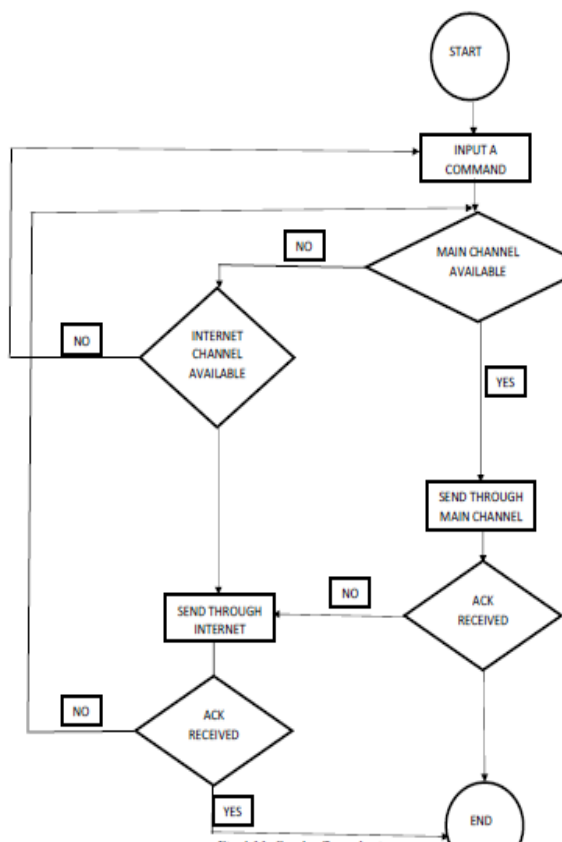 START
INPUT A
COMMAND
MAIN CHANNEL
AVAILABLE
NO
INTERNET
CHANNEL
AVAILABLE
NO
YES
SEND THROUGH
MAIN CHANNEL
ACK
RECEIVED
NO
SEND THROUGH
INTERNET
ACK
RECEIVED
NO
YES
END